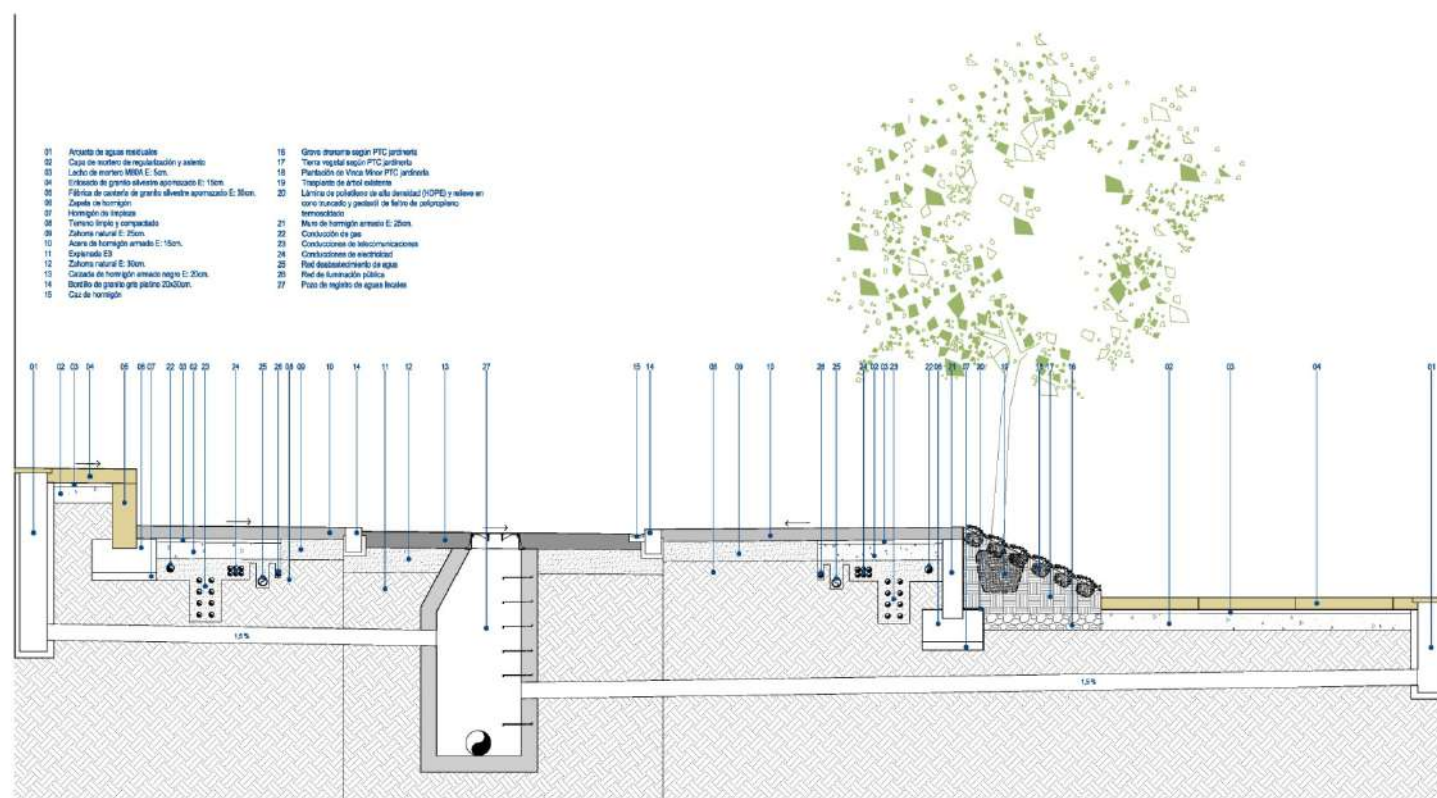 01 Arqueta de aguas residuales
02 Capa de mortero de regularización y asiento
03 Lecho de mortero M80A E: 5cm.
04 Enlosado de granito silvestre apomazado E: 15cm.
05 Fábrica de cantería de granito silvestre apomazado E: 30cm.
06 Zapata de hormigón
07 Hormigón de limpieza
08 Terreno limpio y compactado
09 Zahorra natural E: 25cm.
10 Acera de hormigón armado E: 15cm.
11 Explanada E3
12 Zahorra natural E: 30cm.
13 Calzada de hormigón armado negro E: 20cm.
14 Bordillo de granito gris platino 20x30cm.
15 Caz de hormigón
16 Grava drenante según PTC jardinería
17 Tierra vegetal según PTC jardinería
18 Plantación de Vinca Minor PTC jardinería
19 Trasplante de árbol existente
20 Lámina de polietileno de alta densidad (HDPE) y relieve en
cono truncado y geotextil de fieltro de polipropileno
termosoldado
21 Muro de hormigón armado E: 25cm.
22 Conducción de gas
23 Conducciones de telecomunicaciones
24 Conducciones de electricidad
25 Red desabastecimiento de agua
26 Red de iluminación pública
27 Pozo de registro de aguas fecales
01 02 03 04 05 06 07 22 03 02 23 24 25 26 08 09 10 14 11 12 13 27 15 14 08 09 10 26 25 24 02 03 23 22 06 21 07 20 19 18 17 16 02 03 04 01
1,5 %
1,5 %